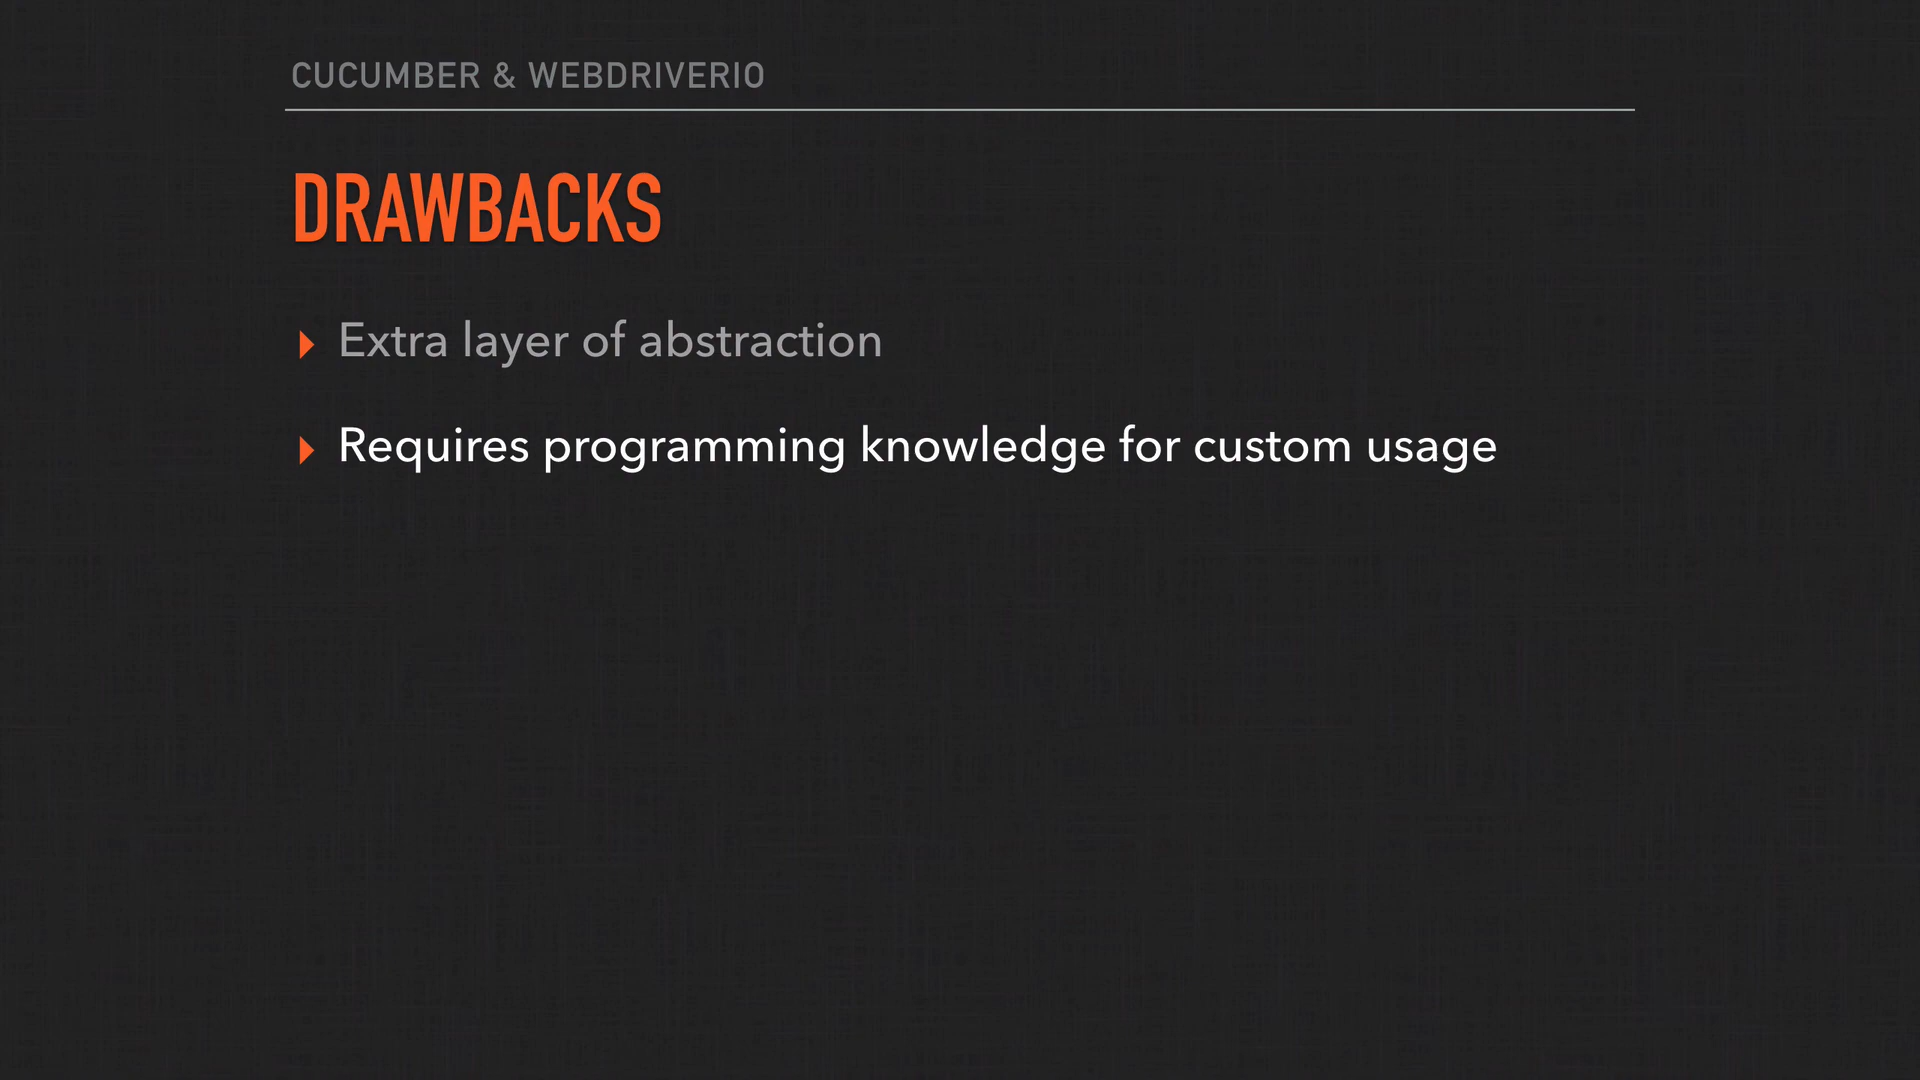 CUCUMBER & WEBDRIVERIO
DRAWBACKS
Extra layer of abstraction
Requires programming knowledge for custom usage